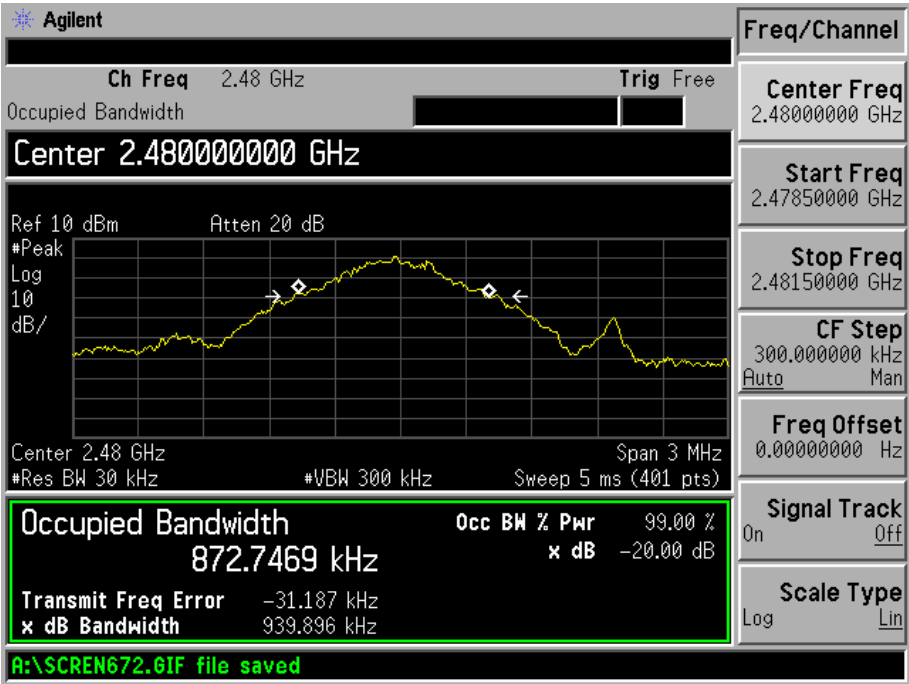 Agilent
Freq/Channel
Ch Freq 2.48 GHz Trig Free
Occupied Bandwidth
Center 2.480000000 GHz
Ref 10 dBm Atten 20 dB
#Peak
Log
10
dB/
Center 2.48 GHz Span 3 MHz
#Res BW 30 kHz #VBW 300 kHz Sweep 5 ms (401 pts)
Occupied Bandwidth
872.7469 kHz
Occ BW % Pwr 99.00 %
x dB -20.00 dB
Transmit Freq Error -31.187 kHz
x dB Bandwidth 939.896 kHz
A:\SCREN672.GIF file saved
Center Freq
2.48000000 GHz
Start Freq
2.47850000 GHz
Stop Freq
2.48150000 GHz
CF Step
300.000000 kHz
Auto Man
Freq Offset
0.00000000 Hz
Signal Track
On Off
Scale Type
Log Lin